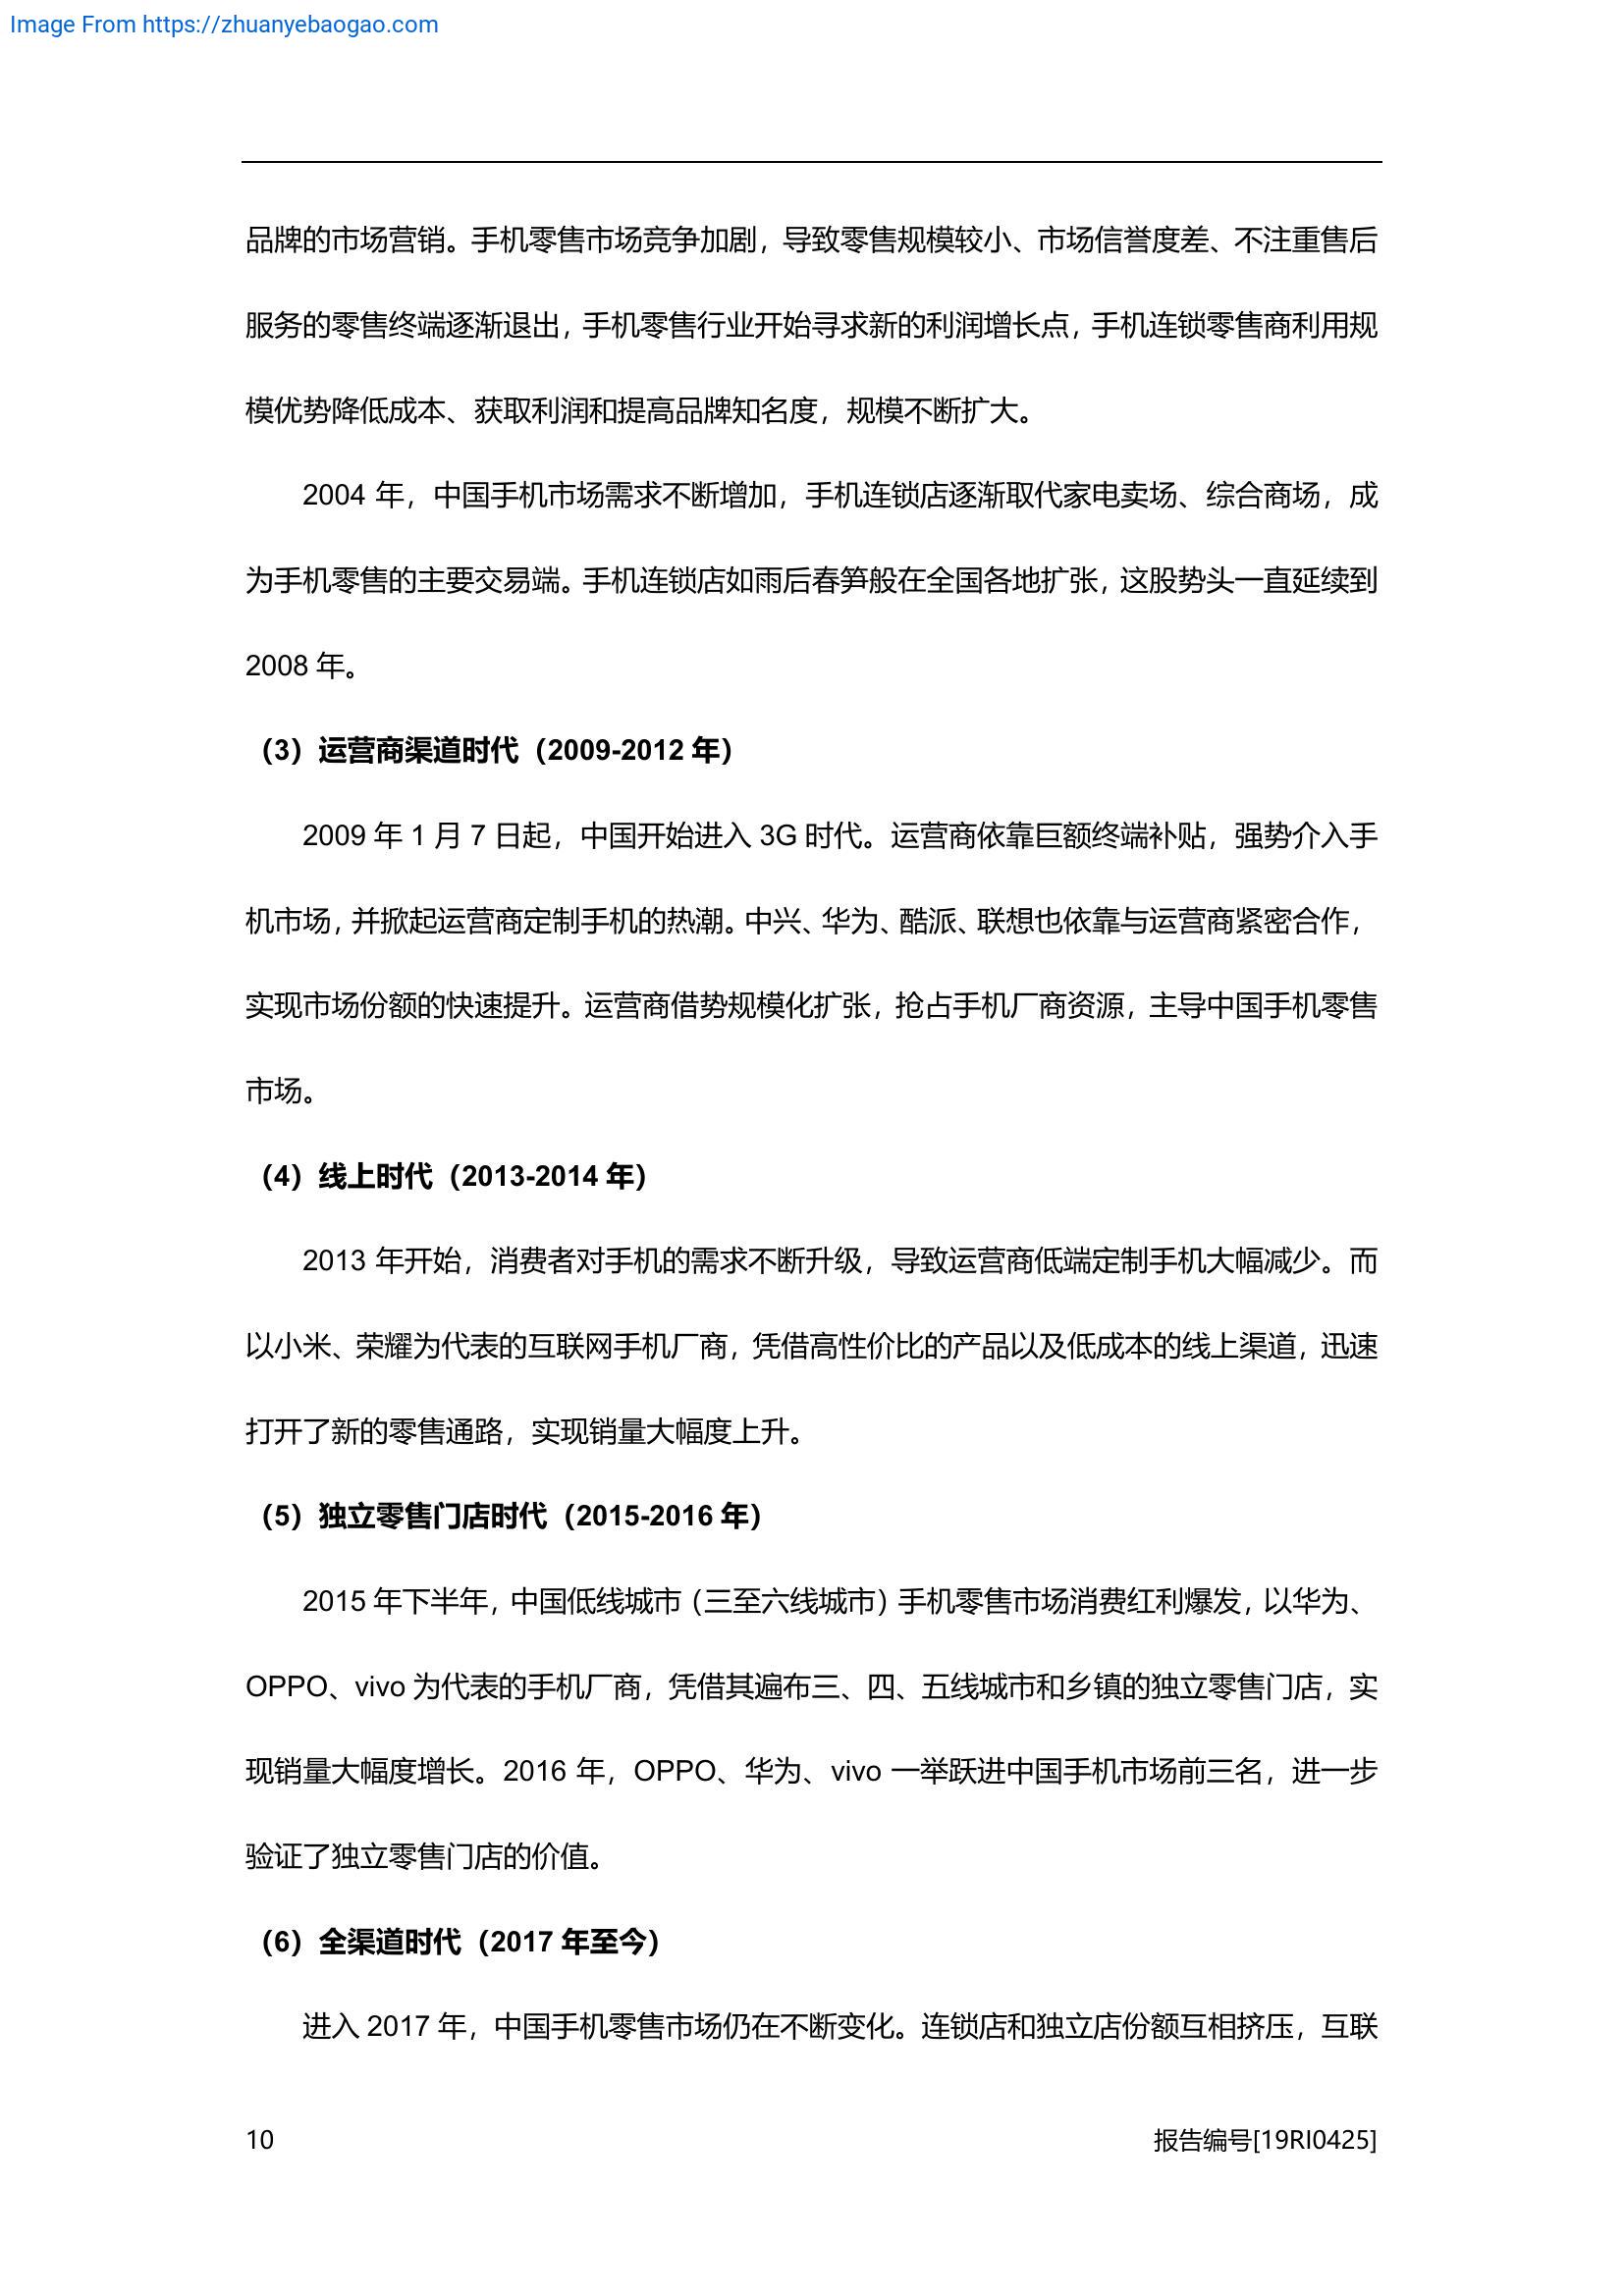 Image From https://zhuanyebaogao.com
品牌的市场营销。手机零售市场竞争加剧，导致零售规模较小、市场信誉度差、不注重售后
服务的零售终端逐渐退出，手机零售行业开始寻求新的利润增长点，手机连锁零售商利用规
模优势降低成本、获取利润和提高品牌知名度，规模不断扩大。
2004 年，中国手机市场需求不断增加，手机连锁店逐渐取代家电卖场、综合商场，成
为手机零售的主要交易端。手机连锁店如雨后春笋般在全国各地扩张，这股势头一直延续到
2008 年。
（3）运营商渠道时代（2009-2012 年）
2009 年 1 月 7 日起，中国开始进入 3G 时代。运营商依靠巨额终端补贴，强势介入手
机市场，并掀起运营商定制手机的热潮。中兴、华为、酷派、联想也依靠与运营商紧密合作，
实现市场份额的快速提升。运营商借势规模化扩张，抢占手机厂商资源，主导中国手机零售
市场。
（4）线上时代（2013-2014 年）
2013 年开始，消费者对手机的需求不断升级，导致运营商低端定制手机大幅减少。而
以小米、荣耀为代表的互联网手机厂商，凭借高性价比的产品以及低成本的线上渠道，迅速
打开了新的零售通路，实现销量大幅度上升。
（5）独立零售门店时代（2015-2016 年）
2015 年下半年，中国低线城市（三至六线城市）手机零售市场消费红利爆发，以华为、
OPPO、vivo 为代表的手机厂商，凭借其遍布三、四、五线城市和乡镇的独立零售门店，实
现销量大幅度增长。2016 年，OPPO、华为、vivo 一举跃进中国手机市场前三名，进一步
验证了独立零售门店的价值。
（6）全渠道时代（2017 年至今）
进入 2017 年，中国手机零售市场仍在不断变化。连锁店和独立店份额互相挤压，互联
10 报告编号[19RI0425]